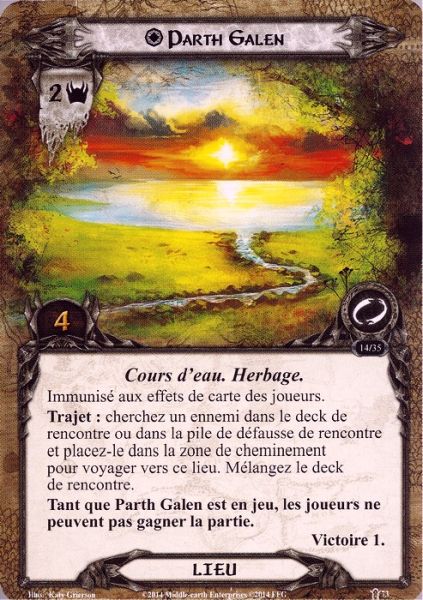 Parth Galen
2
4
14/35
Cours d'eau. Herbage.
Immunisé aux effets de carte des joueurs.
Trajet : cherchez un ennemi dans le deck de
rencontre ou dans la pile de défausse de rencontre
et placez-le dans la zone de cheminement
pour voyager vers ce lieu. Mélangez le deck
de rencontre.
Tant que Parth Galen est en jeu, les joueurs ne
peuvent pas gagner la partie.
Victoire 1.
LIEU
Illus. Katy Grierson ©2014 Middle-earth Enterprises ©2014 FFG